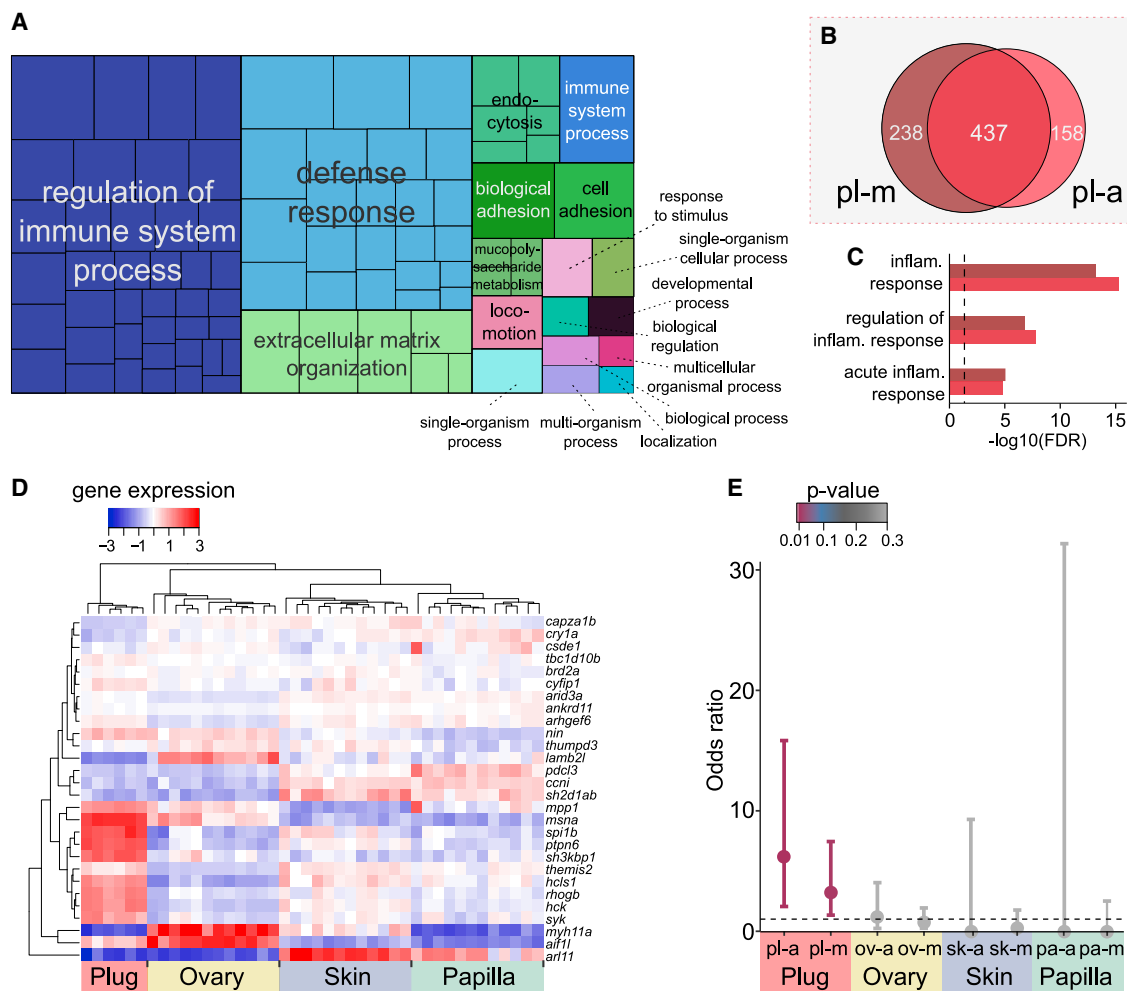 A
regulation of
immune system
process
defense
response
extracellular matrix
organization
endo-
cytosis
immune
system
process
biological
adhesion
cell
adhesion
mucopoly-
saccharide
metabolism
loco-
motion
response
to stimulus
single-organism
cellular process
developmental
process
biological
regulation
multicellular
organismal process
biological process
localization
multi-organism
process
single-organism
process
B
238
437
158
pl-m
pl-a
C
inflam.
response
regulation of
inflam. response
acute inflam.
response
0 5 10 15
-log10(FDR)
D
gene expression
−3 −1 1 3
capza1b
cry1a
csde1
tbc1d10b
brd2a
cyfip1
arid3a
ankrd11
arhgef6
nin
thumpd3
lamb2l
pdcl3
ccni
sh2d1ab
mpp1
msna
spi1b
ptpn6
sh3kbp1
themis2
hcls1
rhogb
hck
syk
myh11a
aif1l
arl11
Plug Ovary Skin Papilla
E
p-value
0.01 0.1 0.2 0.3
Odds ratio
30
20
10
0
pl-a pl-m ov-a ov-m sk-a sk-m pa-a pa-m
Plug Ovary Skin Papilla